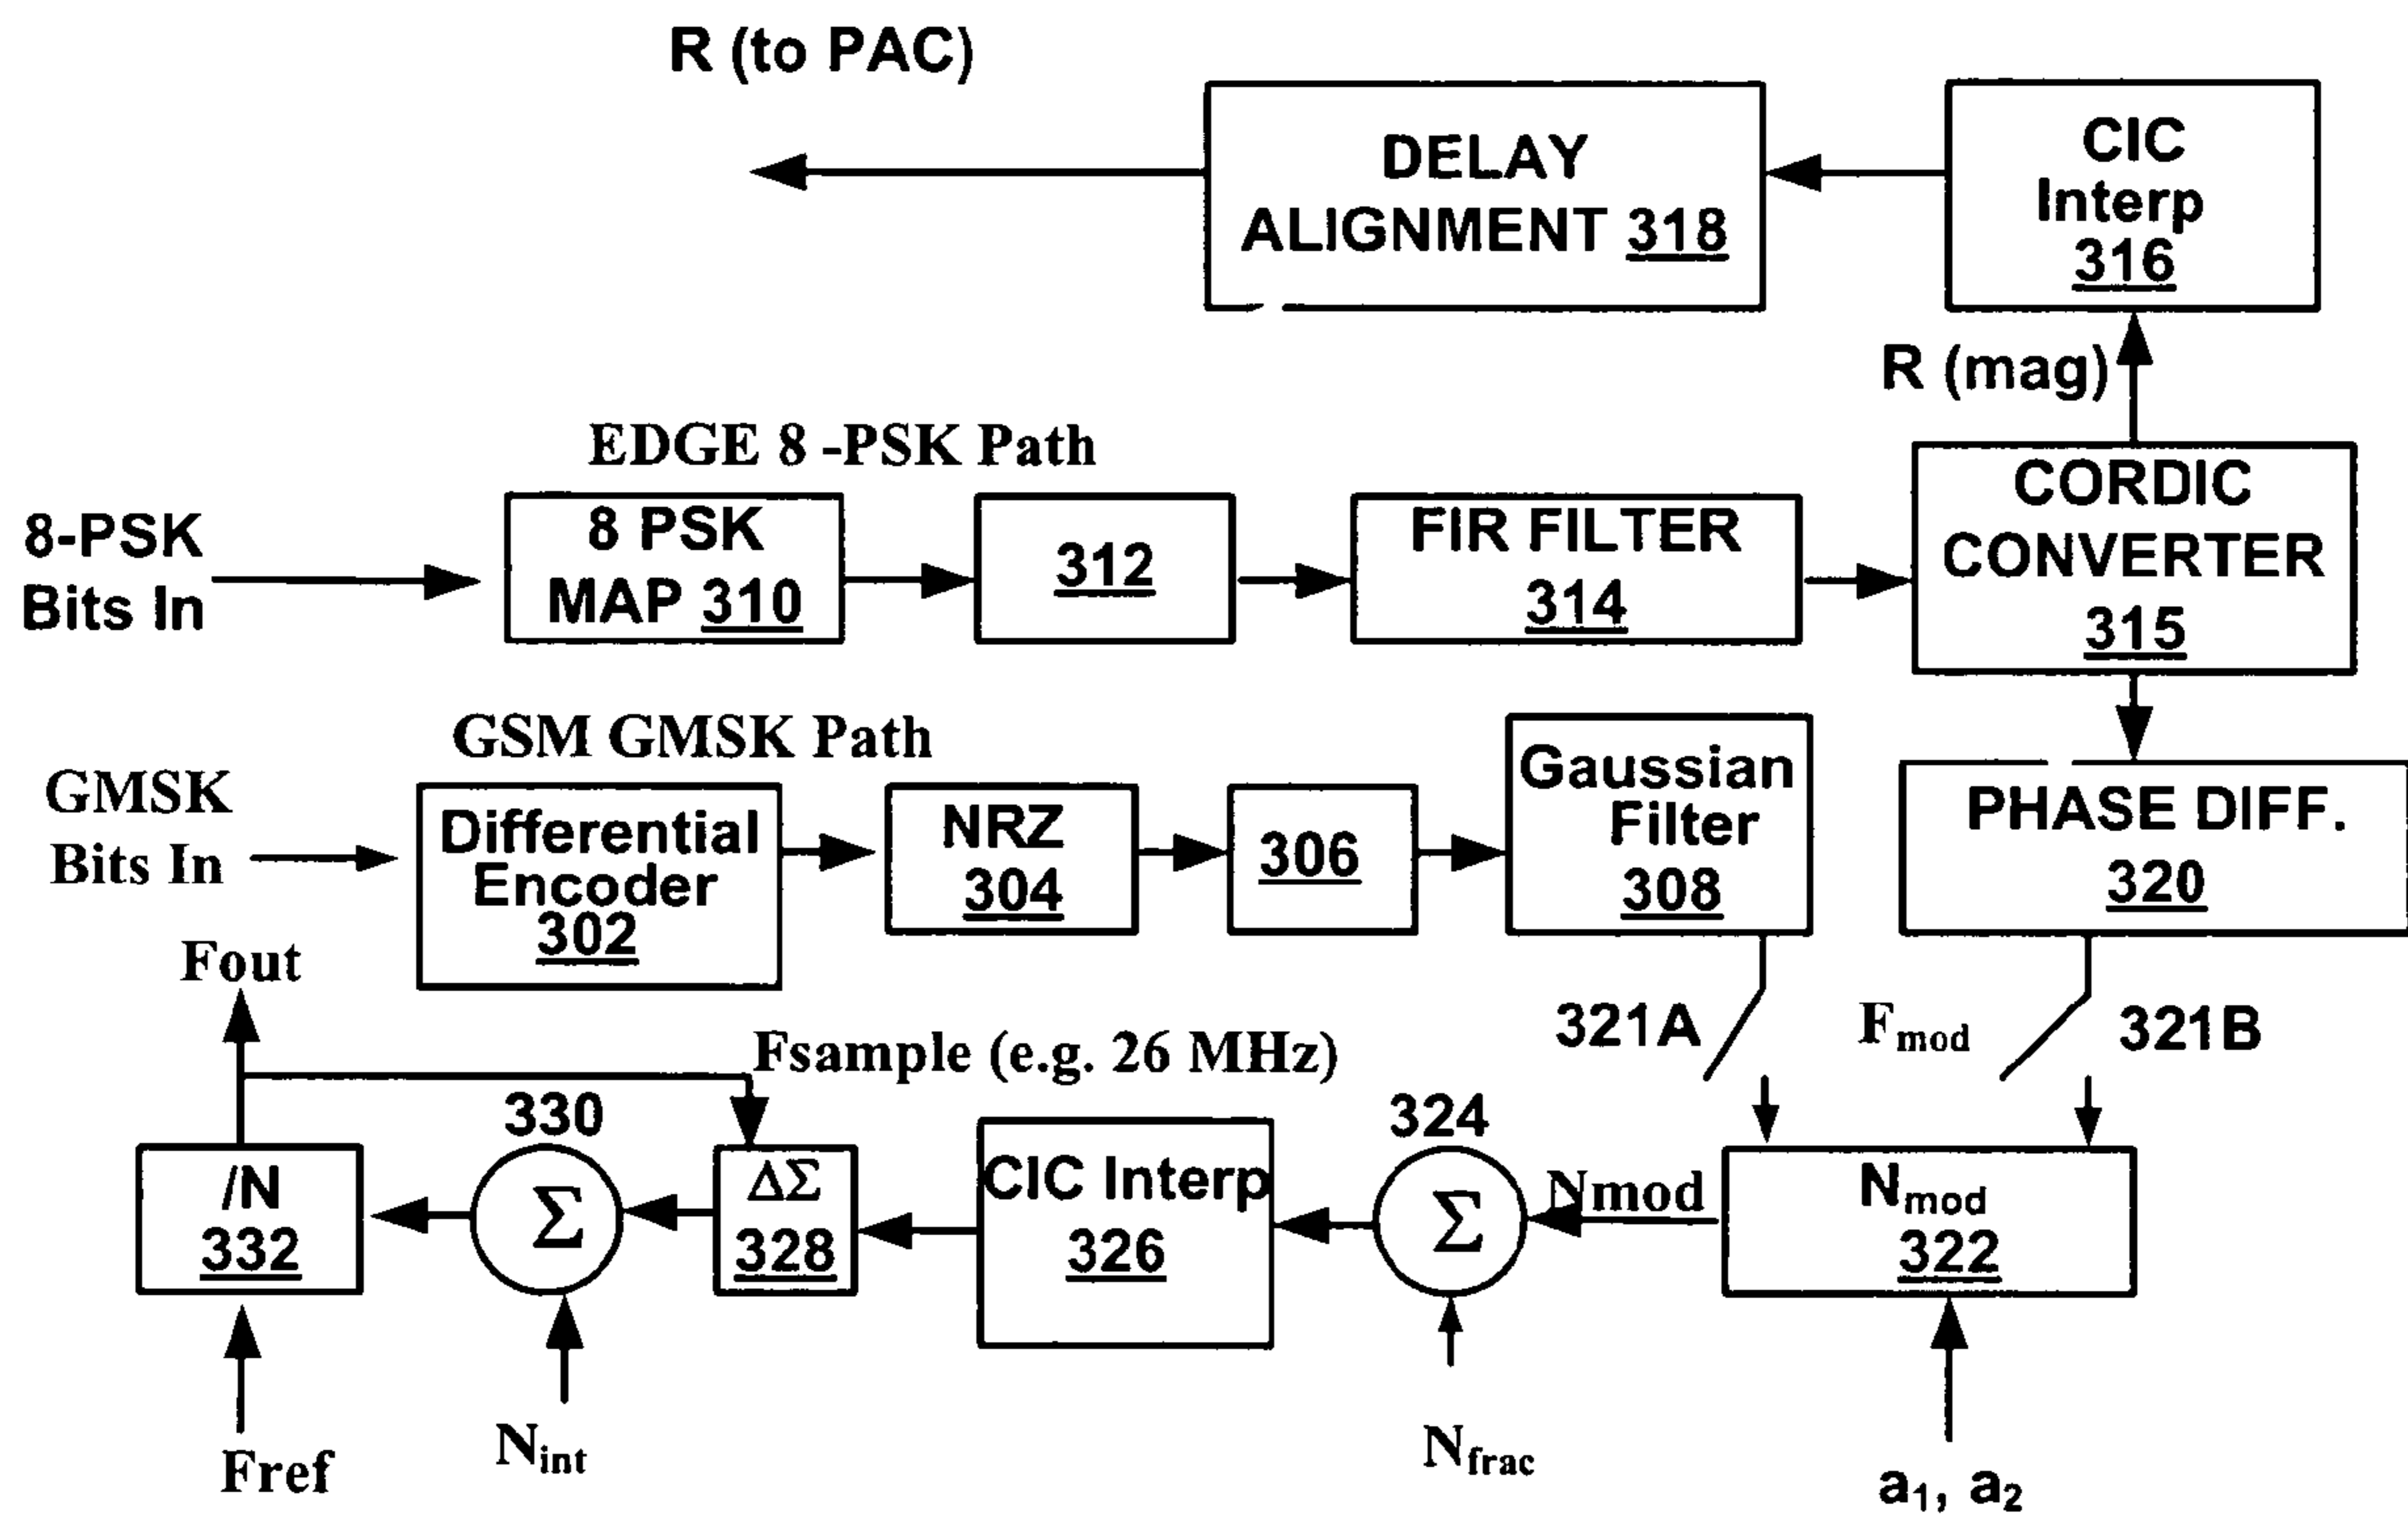 R (to PAC)
DELAY
ALIGNMENT 318
CIC
Interp
316
R (mag)
EDGE 8 -PSK Path
8-PSK
Bits In
8 PSK
MAP 310
312
FIR FILTER
314
CORDIC
CONVERTER
315
GSM GMSK Path
GMSK
Bits In
Differential
Encoder
302
NRZ
304
306
Gaussian
Filter
308
PHASE DIFF.
320
Fout
321A
Fmod
321B
Fsample (e.g. 26 MHz)
/N
332
330
Σ
ΔΣ
328
CIC Interp
326
324
Σ
Nmod
Nmod
322
Fref
Nint
Nfrac
a1, a2